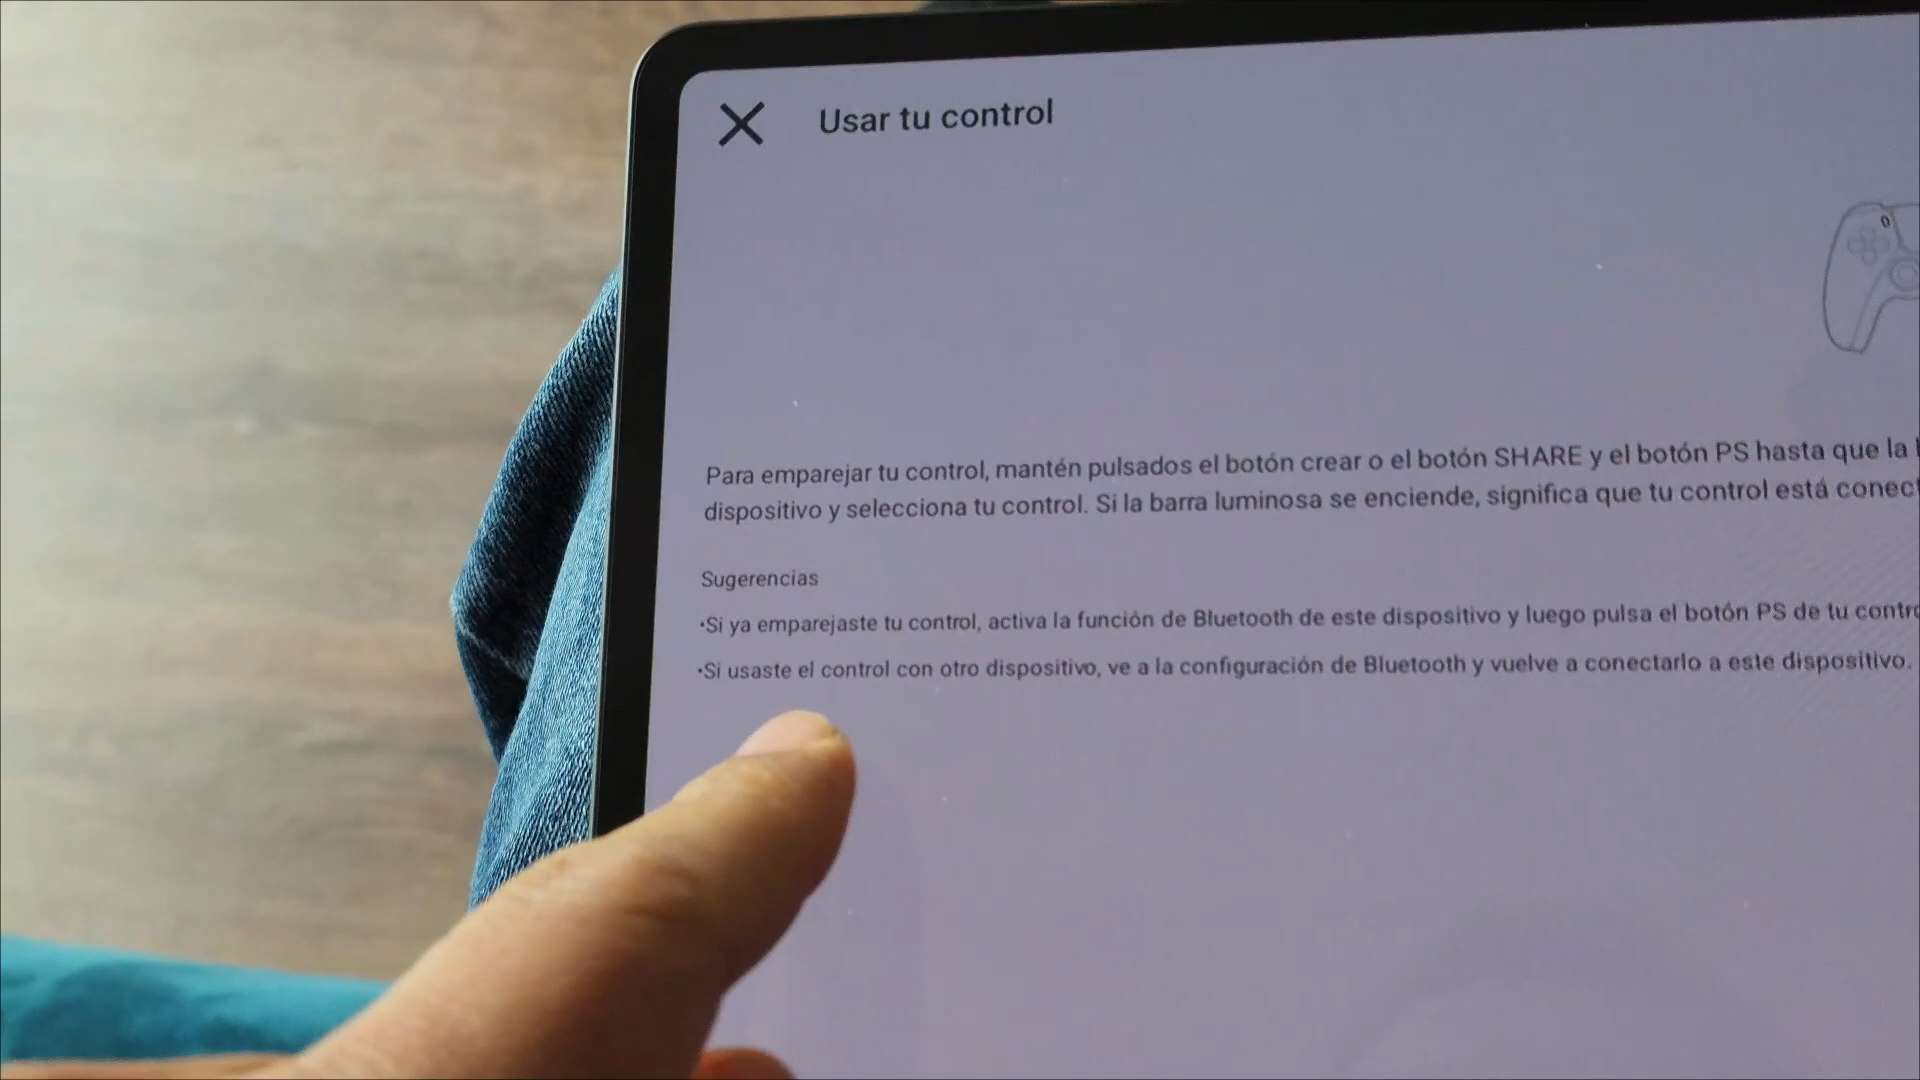 Usar tu control
Para emparejar tu control, mantén pulsados el botón crear o el botón SHARE y el botón PS hasta que la
dispositivo y selecciona tu control. Si la barra luminosa se enciende, significa que tu control está conect
Sugerencias
•Si ya emparejaste tu control, activa la función de Bluetooth de este dispositivo y luego pulsa el botón PS de tu contro
•Si usaste el control con otro dispositivo, ve a la configuración de Bluetooth y vuelve a conectarlo a este dispositivo.